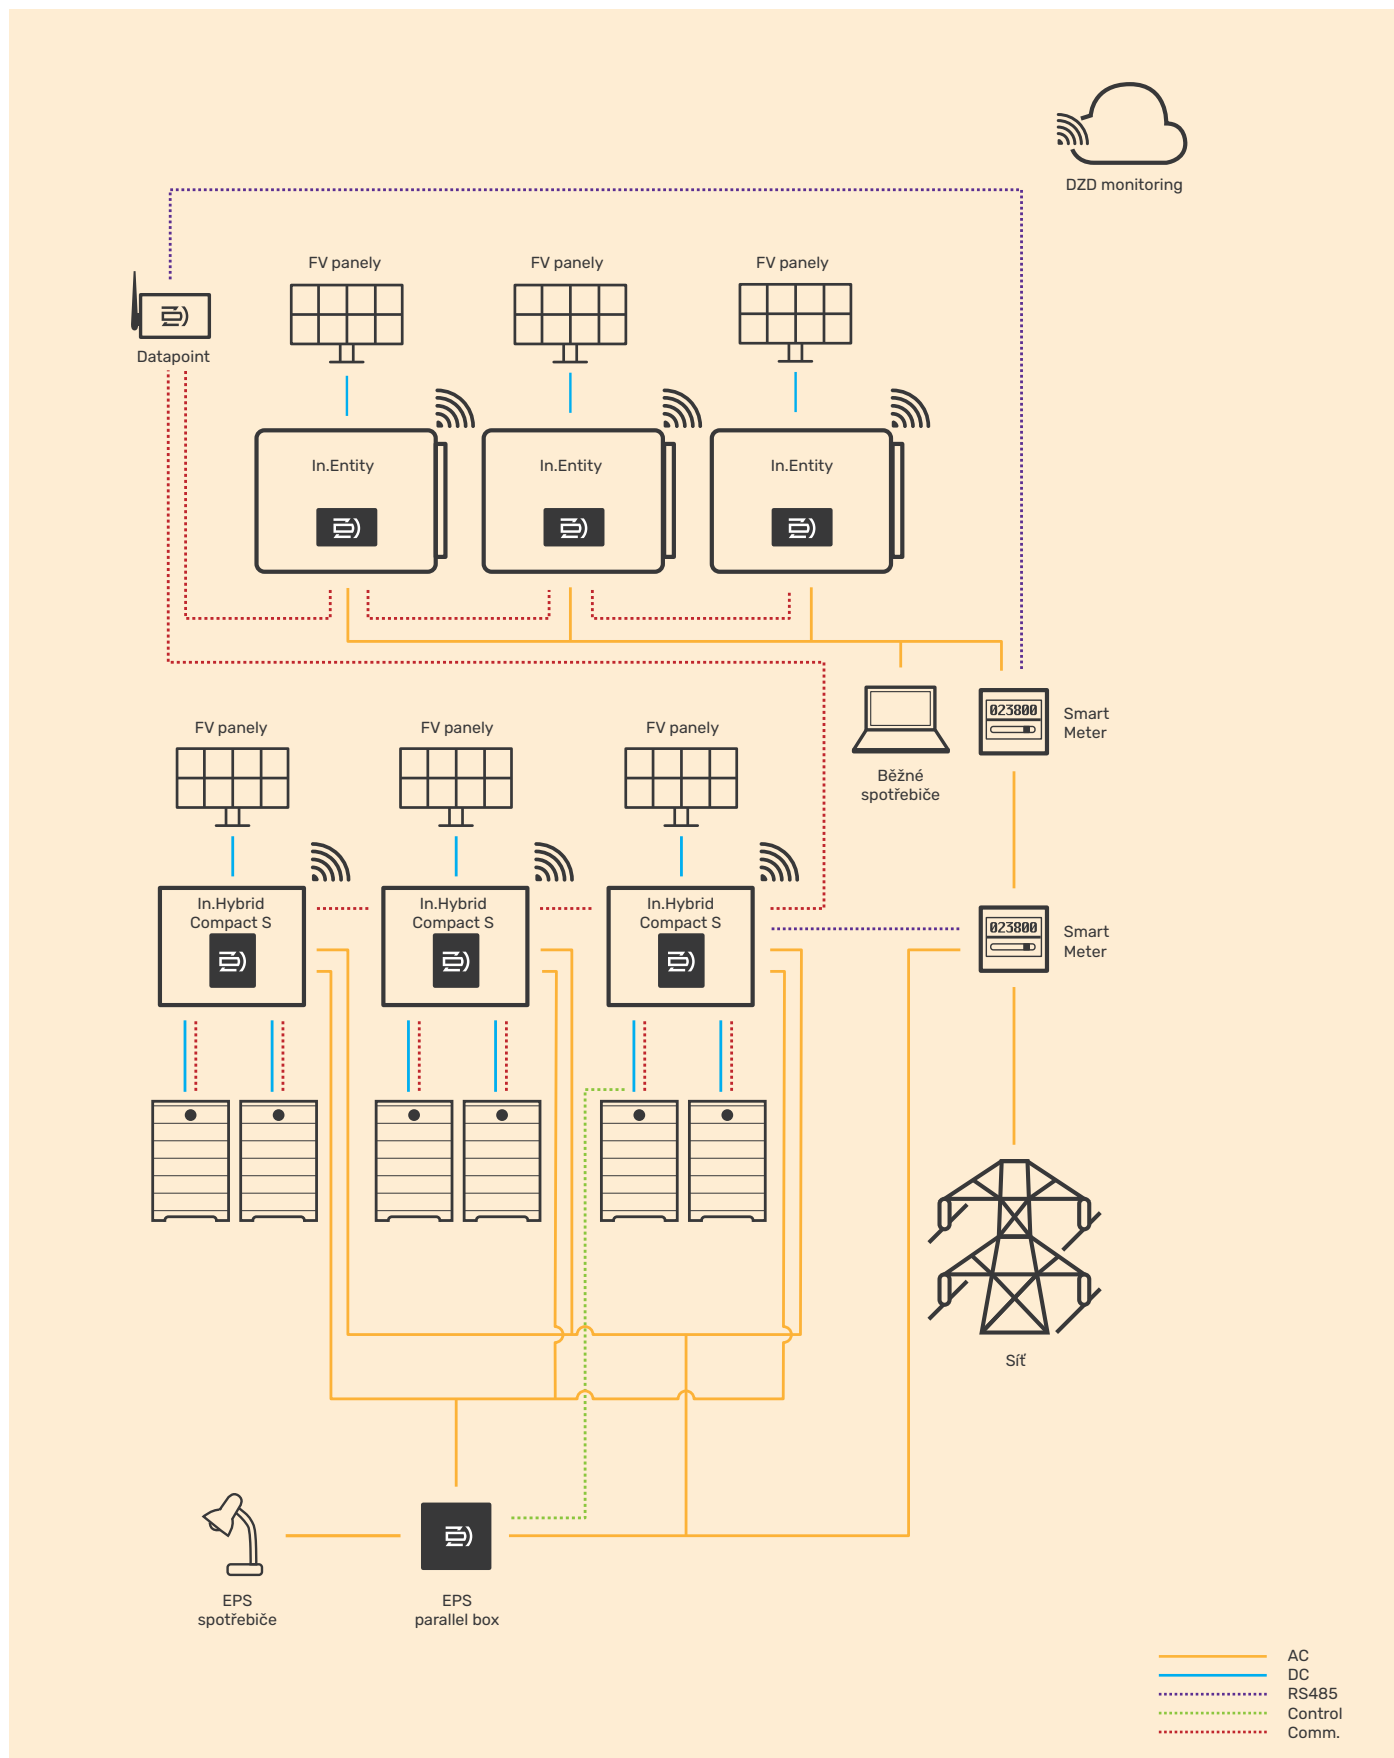 DZD monitoring
FV panely
FV panely
FV panely
Datapoint
In.Entity
In.Entity
In.Entity
023800
Smart
Meter
FV panely
FV panely
FV panely
Běžné
spotřebiče
In.Hybrid
Compact S
In.Hybrid
Compact S
In.Hybrid
Compact S
023800
Smart
Meter
Síť
EPS
spotřebiče
EPS
parallel box
AC
DC
RS485
Control
Comm.